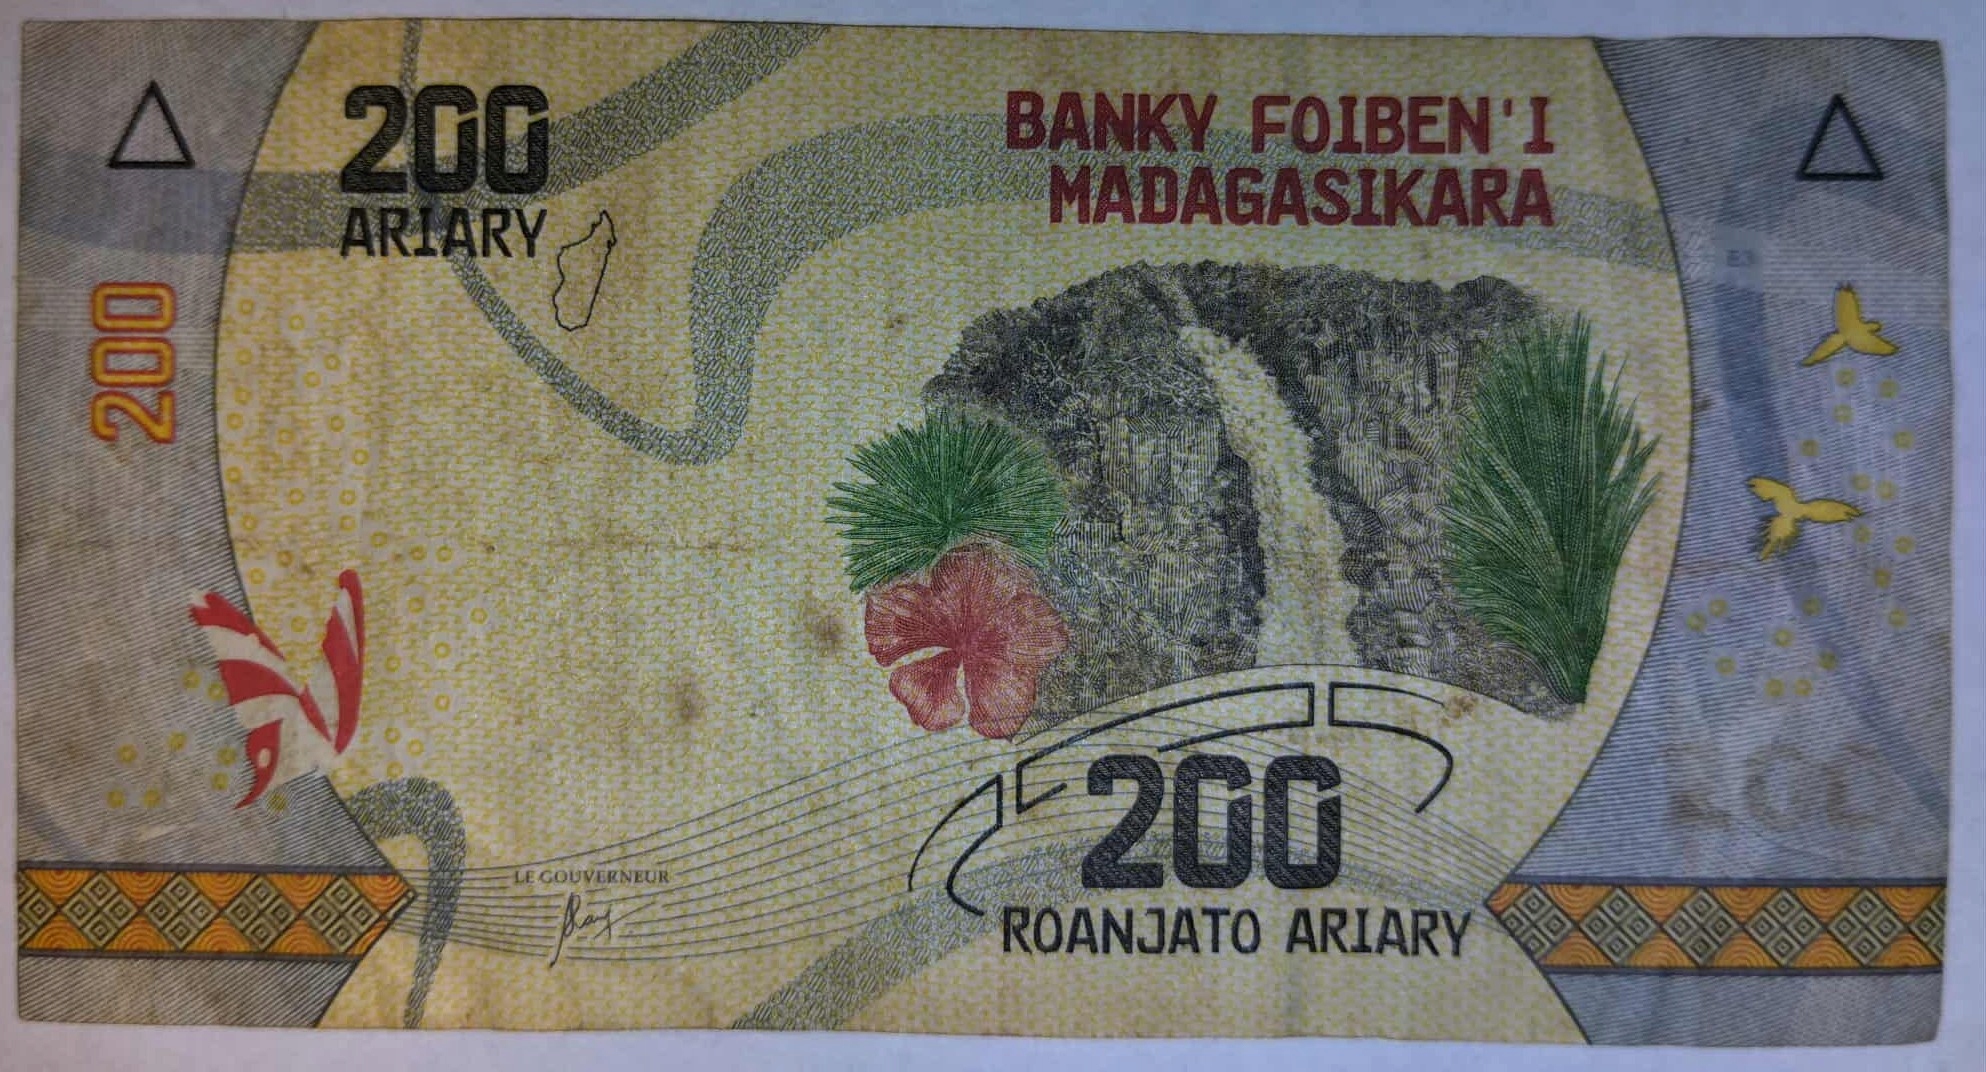 200
ARIARY
BANKY FOIBEN'I
MADAGASIKARA
200
LE GOUVERNEUR
200
ROANJATO ARIARY